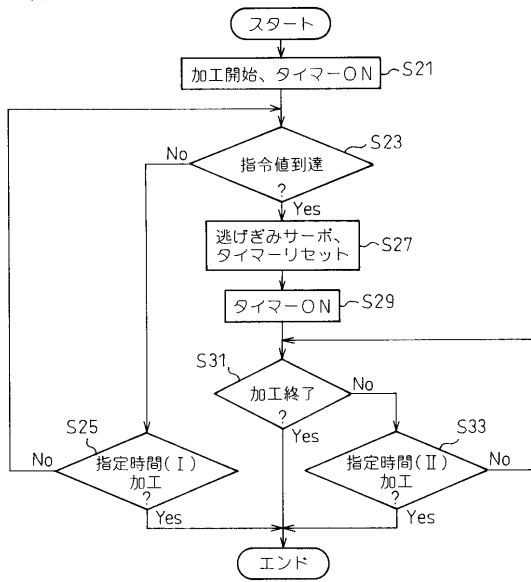 スタート
加工開始、タイマーON
S21
S23
No
指令値到達
?
Yes
逃げぎみサーボ、
タイマーリセット
S27
タイマーON
S29
S31
加工終了
?
No
Yes
S25
指定時間(Ⅰ)
加工
?
No
Yes
S33
指定時間(Ⅱ)
加工
?
No
Yes
エンド